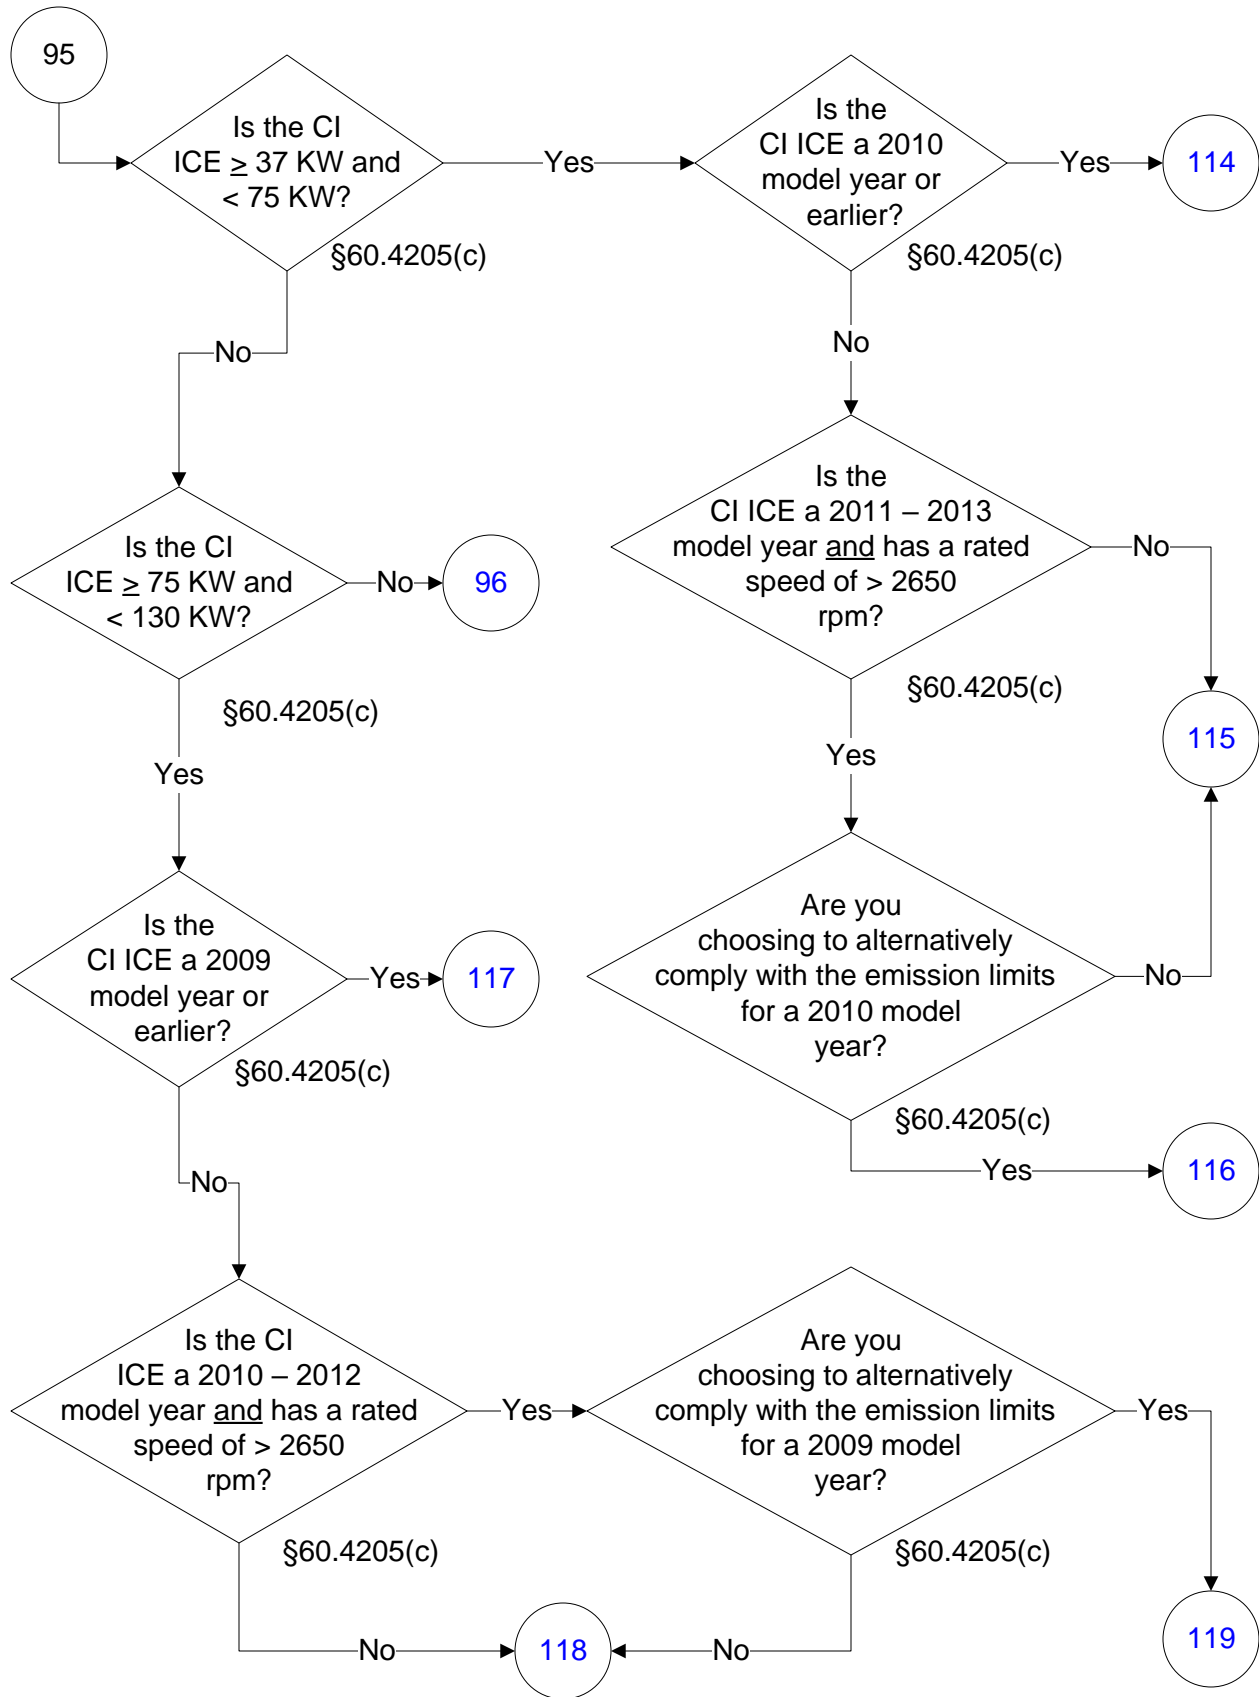 95
Is the CI
ICE ≥ 37 KW and
< 75 KW?
§60.4205(c)
Yes
Is the
CI ICE a 2010
model year or
earlier?
§60.4205(c)
Yes
114
No
No
Is the
CI ICE a 2011 – 2013
model year and has a rated
speed of > 2650
rpm?
§60.4205(c)
No
Is the CI
ICE ≥ 75 KW and
< 130 KW?
§60.4205(c)
No
96
115
Yes
Yes
Are you
choosing to alternatively
comply with the emission limits
for a 2010 model
year?
§60.4205(c)
No
Is the
CI ICE a 2009
model year or
earlier?
§60.4205(c)
Yes
117
Yes
116
No
Is the CI
ICE a 2010 – 2012
model year and has a rated
speed of > 2650
rpm?
§60.4205(c)
Yes
Are you
choosing to alternatively
comply with the emission limits
for a 2009 model
year?
§60.4205(c)
Yes
No
118
No
119